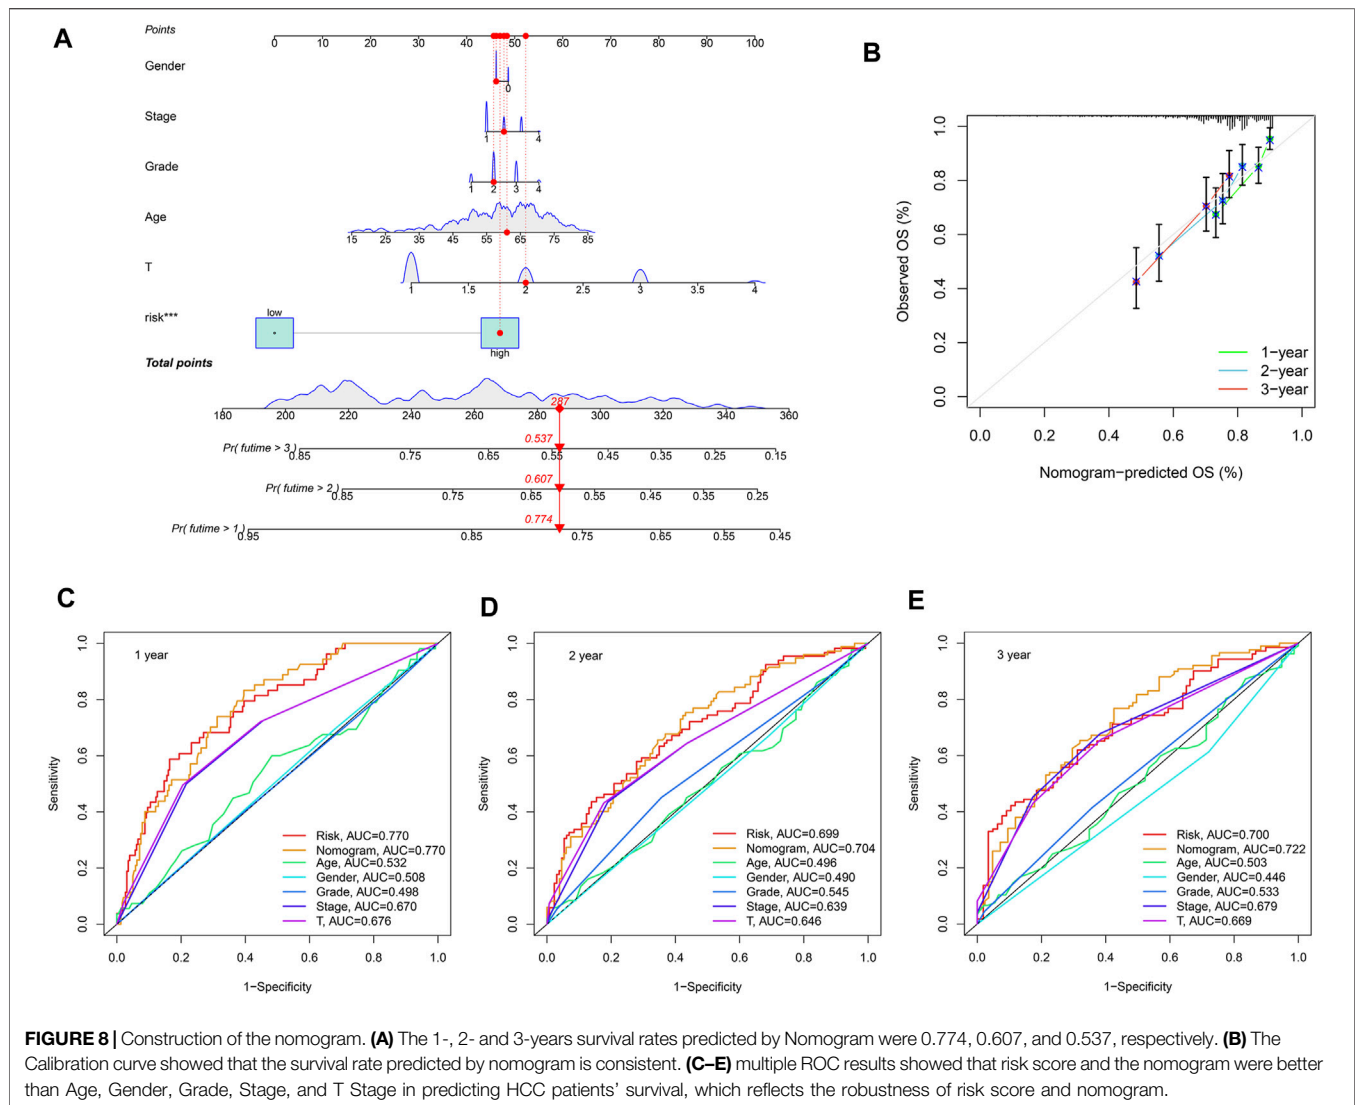 A
Points
0 10 20 30 40 50 60 70 80 90 100
Gender
0
Stage
1 4
Grade
1 2 3 4
Age
15 25 35 45 55 65 75 85
T
1 1.5 2 2.5 3 3.5 4
risk***
low
high
Total points
287
180 200 220 240 260 280 300 320 340 360
0.537
Pr( futime > 3 )
0.85 0.75 0.65 0.55 0.45 0.35 0.25 0.15
0.607
Pr( futime > 2 )
0.85 0.75 0.65 0.55 0.45 0.35 0.25
0.774
Pr( futime > 1 )
0.95 0.85 0.75 0.65 0.55 0.45
B
Observed OS (%)
1.0
0.8
0.6
0.4
0.2
0.0
1-year
2-year
3-year
0.0 0.2 0.4 0.6 0.8 1.0
Nomogram-predicted OS (%)
C
1 year
Sensitivity
1.0
0.8
0.6
0.4
0.2
0.0
Risk, AUC=0.770
Nomogram, AUC=0.770
Age, AUC=0.532
Gender, AUC=0.508
Grade, AUC=0.498
Stage, AUC=0.670
T, AUC=0.676
0.0 0.2 0.4 0.6 0.8 1.0
1-Specificity
D
2 year
Sensitivity
1.0
0.8
0.6
0.4
0.2
0.0
Risk, AUC=0.699
Nomogram, AUC=0.704
Age, AUC=0.496
Gender, AUC=0.490
Grade, AUC=0.545
Stage, AUC=0.639
T, AUC=0.646
0.0 0.2 0.4 0.6 0.8 1.0
1-Specificity
E
3 year
Sensitivity
1.0
0.8
0.6
0.4
0.2
0.0
Risk, AUC=0.700
Nomogram, AUC=0.722
Age, AUC=0.503
Gender, AUC=0.446
Grade, AUC=0.533
Stage, AUC=0.679
T, AUC=0.669
0.0 0.2 0.4 0.6 0.8 1.0
1-Specificity
FIGURE 8 | Construction of the nomogram. (A) The 1-, 2- and 3-years survival rates predicted by Nomogram were 0.774, 0.607, and 0.537, respectively. (B) The
Calibration curve showed that the survival rate predicted by nomogram is consistent. (C–E) multiple ROC results showed that risk score and the nomogram were better
than Age, Gender, Grade, Stage, and T Stage in predicting HCC patients' survival, which reflects the robustness of risk score and nomogram.